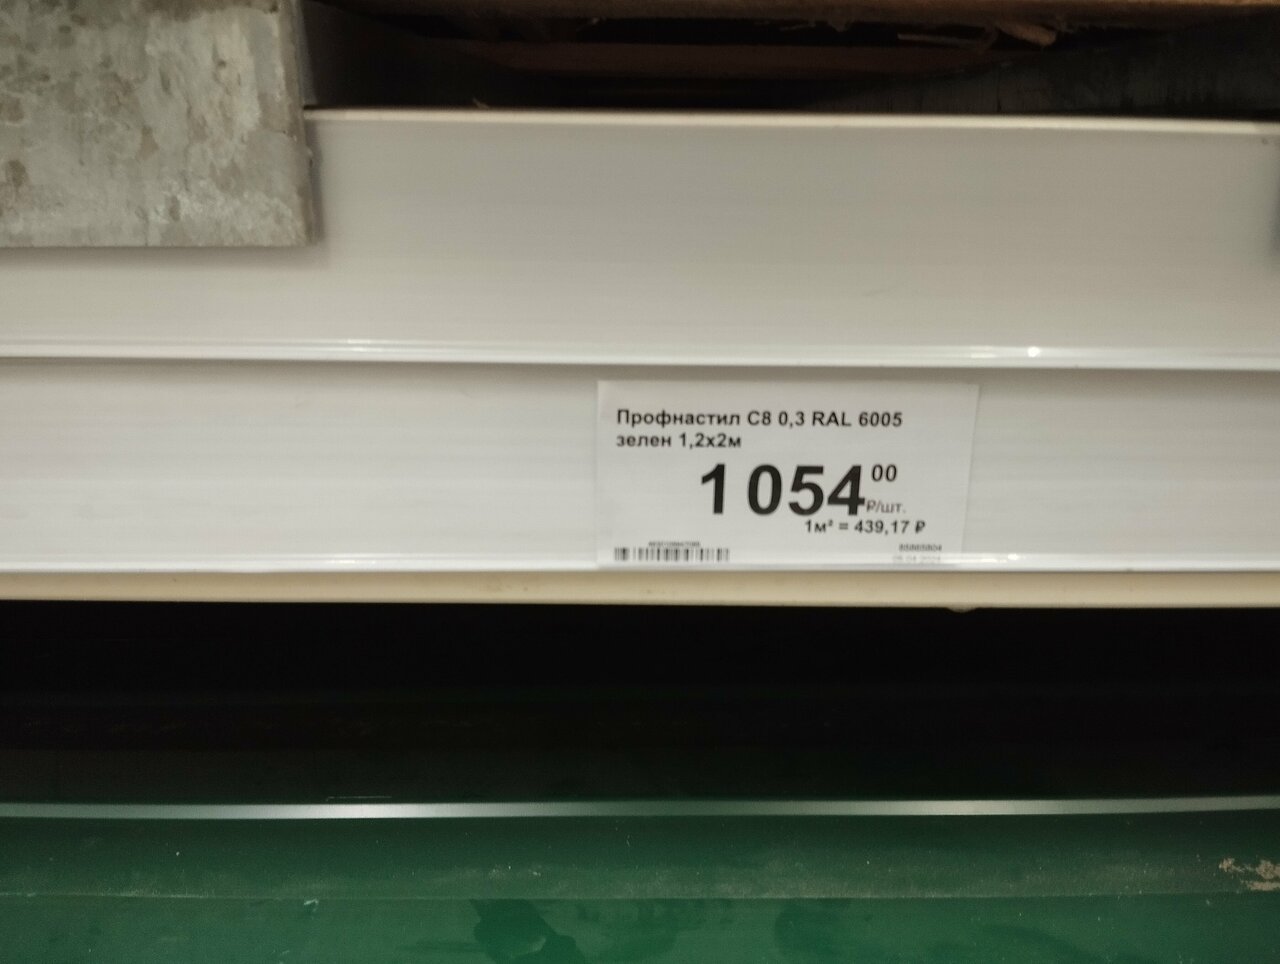 Профнастил С8 0,3 RAL 6005
зелен 1,2х2м
1 054 00
₽/шт.
1м² = 439,17 ₽